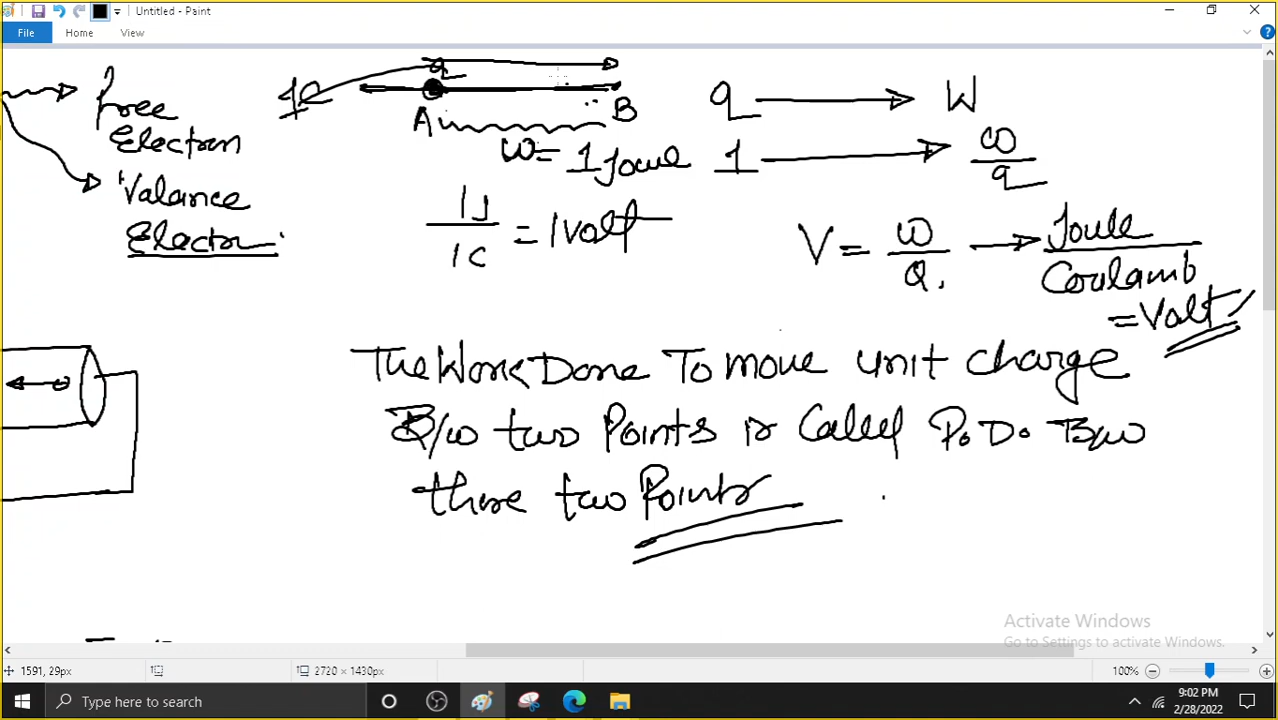 Untitled - Paint
File Home View
free
Electron
Valance
Electron
1C
q
A B
W= 1 Joule
1J
1C
= 1volt
q → W
1 → W
q
V = W
Q
→ Joule
Coulamb
= Volt
The Work Done To move unit charge
B/w two Points is Called P.D. B/w
these two Points
Activate Windows
Go to Settings to activate Windows.
1591, 29px
2720 × 1430px
100%
Type here to search
9:02 PM
2/28/2022